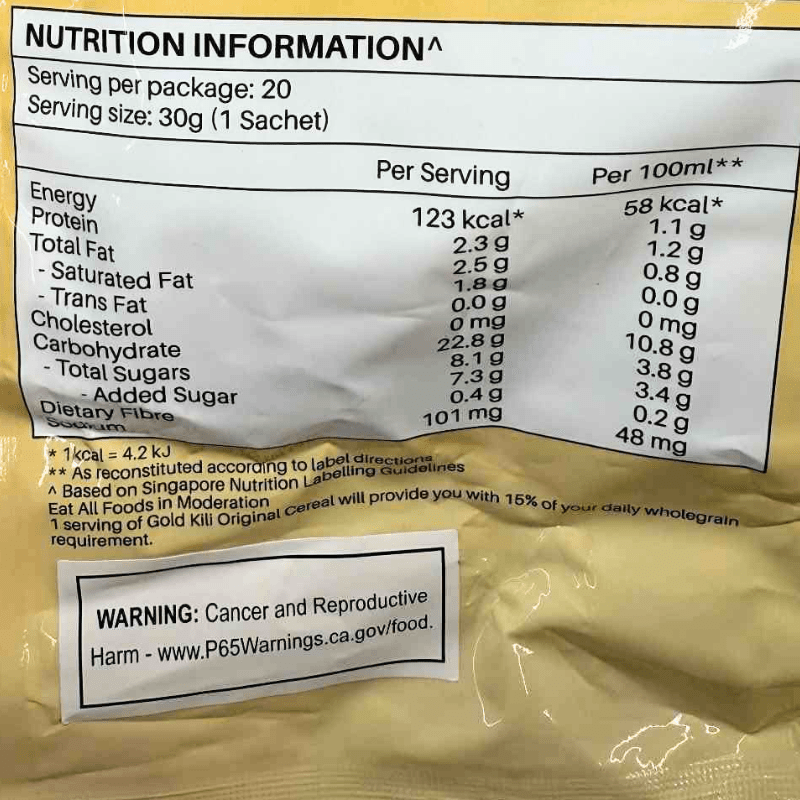 NUTRITION INFORMATION^
Serving per package: 20
Serving size: 30g (1 Sachet)
Per Serving Per 100ml**
Energy 123 kcal* 58 kcal*
Protein 2.3 g 1.1 g
Total Fat 2.5 g 1.2 g
- Saturated Fat 1.8 g 0.8 g
- Trans Fat 0.0 g 0.0 g
Cholesterol 0 mg 0 mg
Carbohydrate 22.8 g 10.8 g
- Total Sugars 8.1 g 3.8 g
- Added Sugar 7.3 g 3.4 g
Dietary Fibre 0.4 g 0.2 g
Sodium 101 mg 48 mg
* 1kcal = 4.2 kJ
** As reconstituted according to label directions
^ Based on Singapore Nutrition Labelling Guidelines
Eat All Foods in Moderation
1 serving of Gold Kili Original Cereal will provide you with 15% of your daily wholegrain
requirement.
WARNING: Cancer and Reproductive
Harm - www.P65Warnings.ca.gov/food.